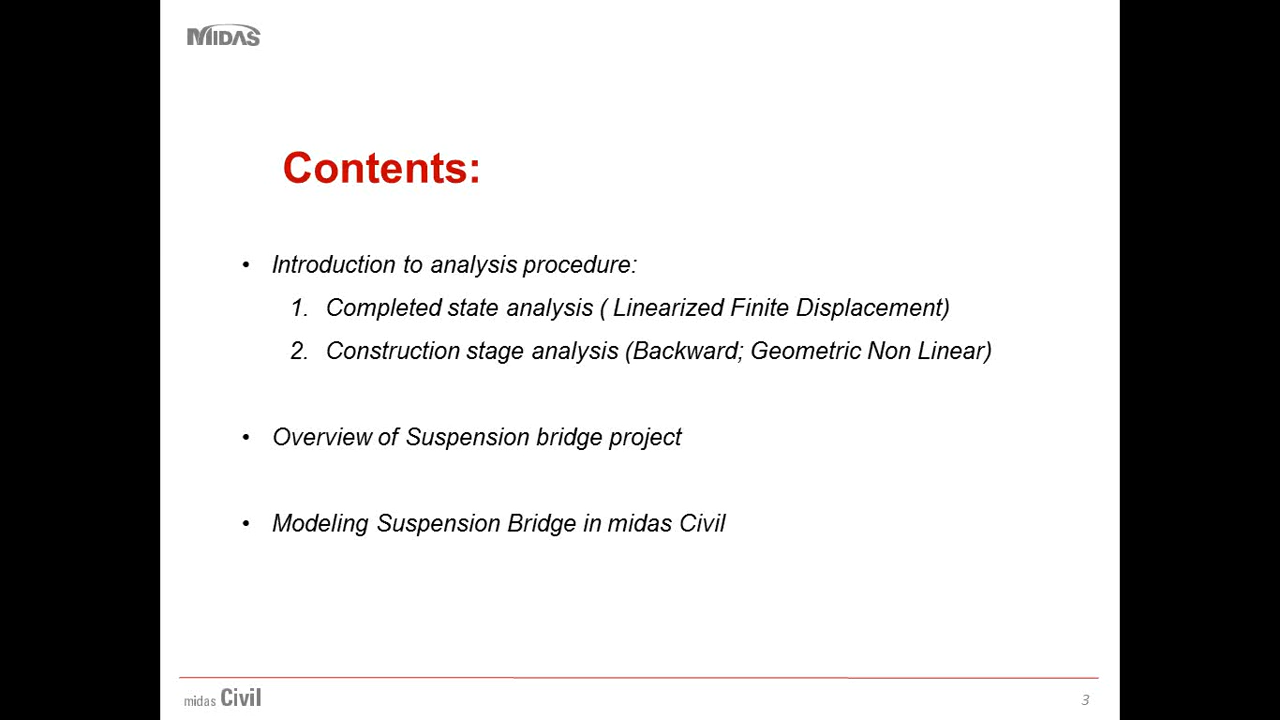 MIDAS
Contents:
• Introduction to analysis procedure:
1. Completed state analysis ( Linearized Finite Displacement)
2. Construction stage analysis (Backward; Geometric Non Linear)
• Overview of Suspension bridge project
• Modeling Suspension Bridge in midas Civil
midas Civil
3